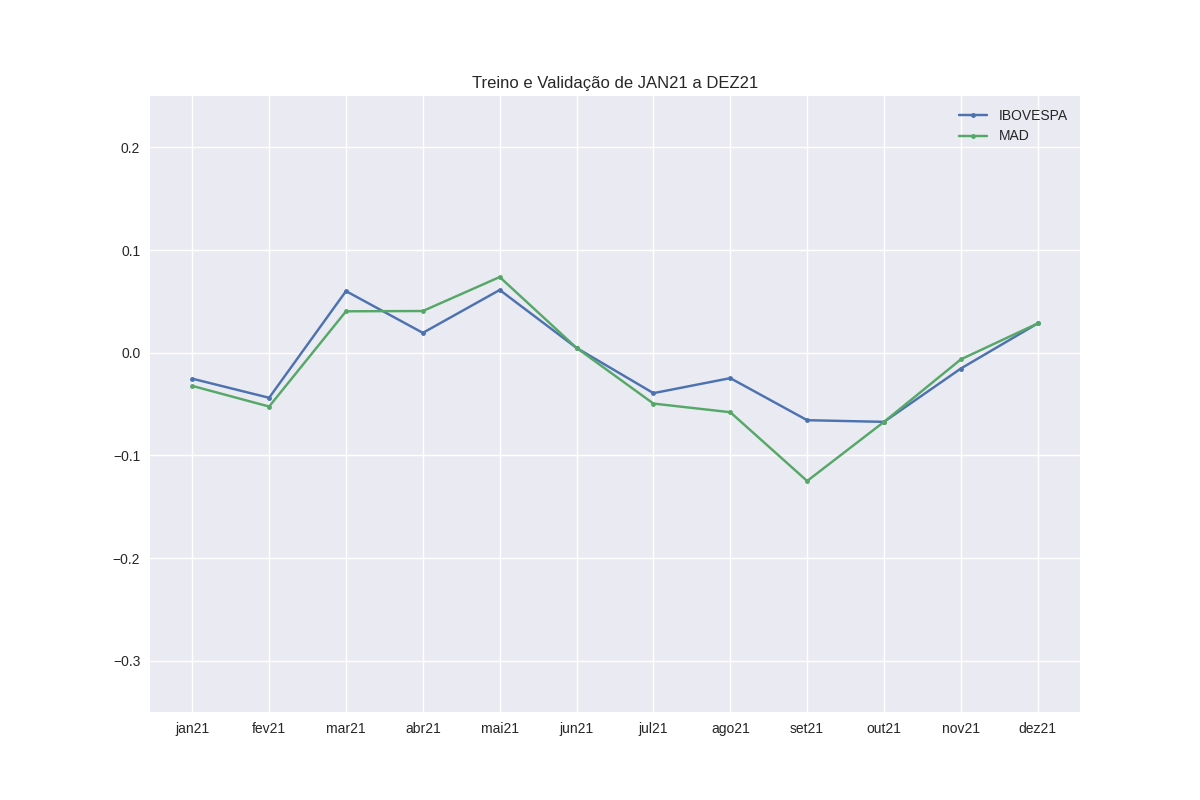 Treino e Validação de JAN21 a DEZ21
IBOVESPA
MAD
0.2
0.1
0.0
−0.1
−0.2
−0.3
jan21 fev21 mar21 abr21 mai21 jun21 jul21 ago21 set21 out21 nov21 dez21